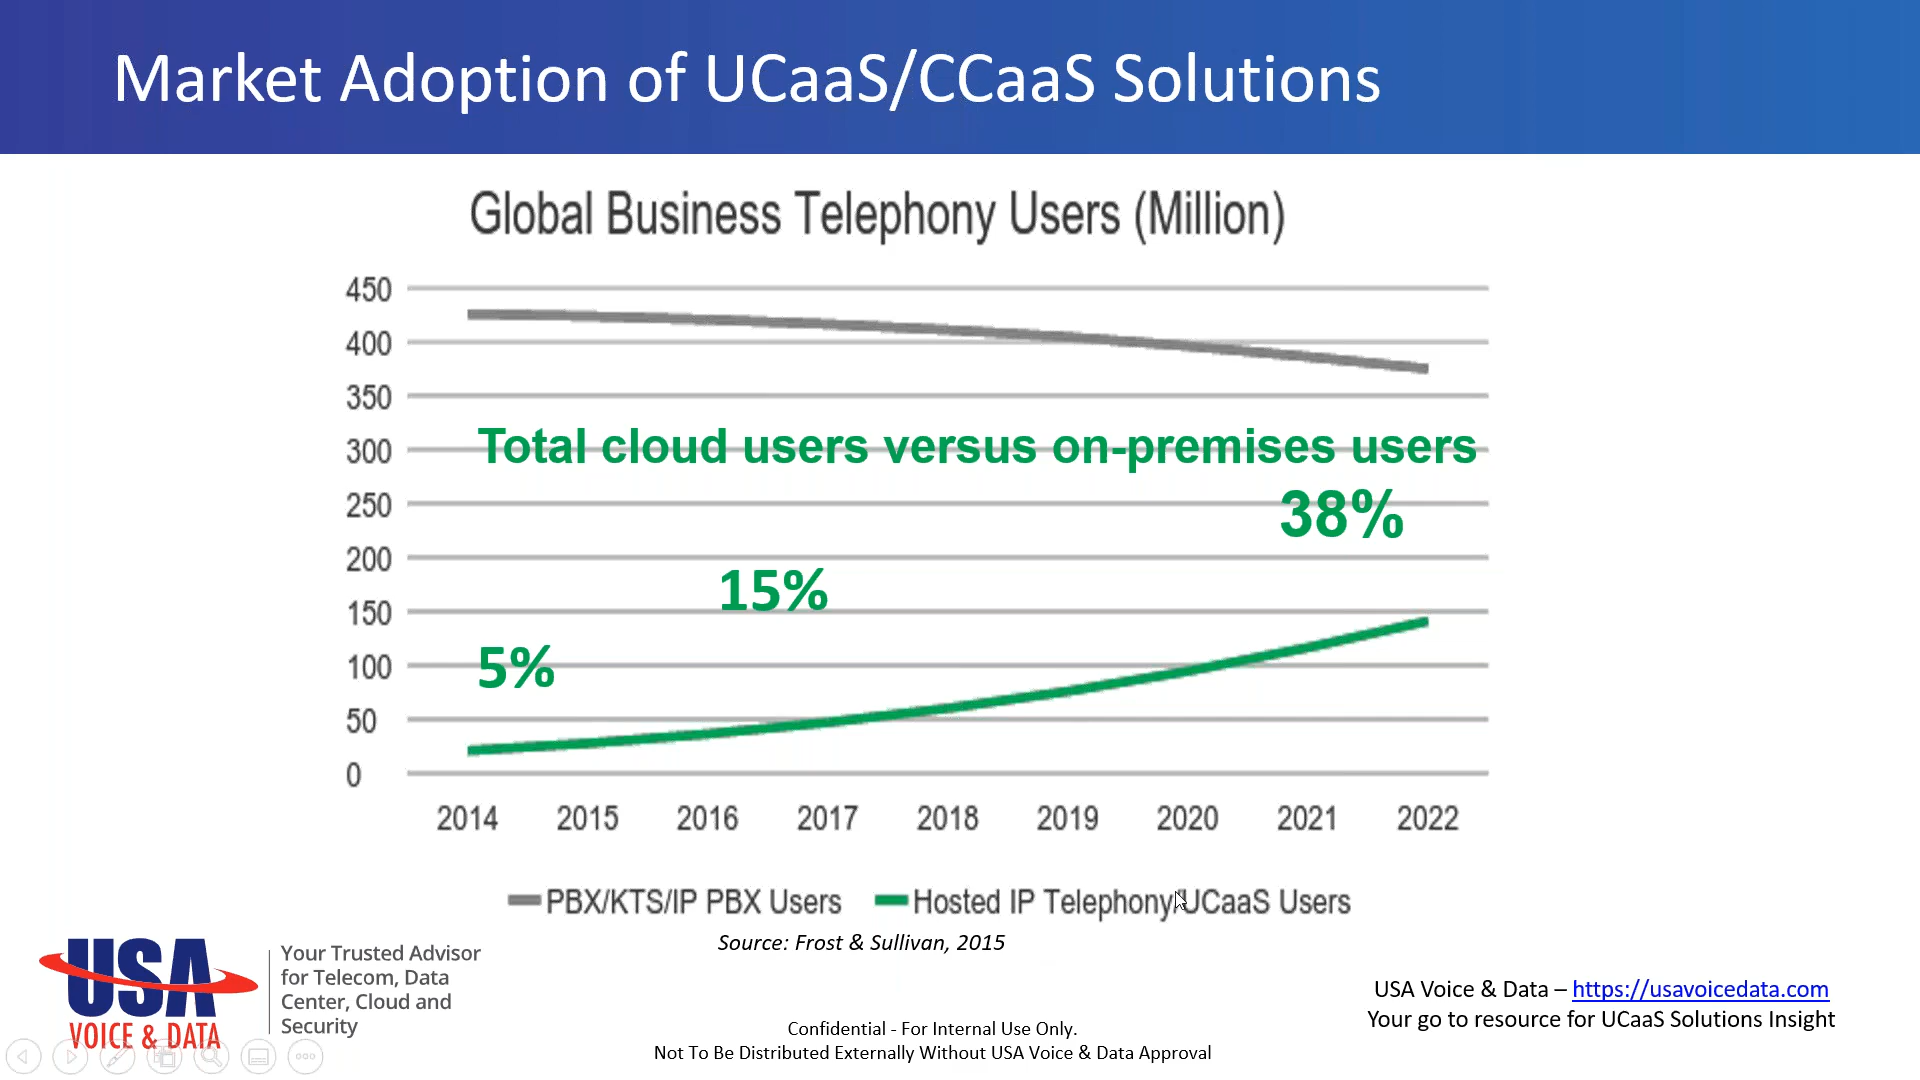 Market Adoption of UCaaS/CCaaS Solutions
Global Business Telephony Users (Million)
450
400
350
300
250
200
150
100
50
0
Total cloud users versus on-premises users
38%
15%
5%
2014 2015 2016 2017 2018 2019 2020 2021 2022
PBX/KTS/IP PBX Users Hosted IP Telephony/UCaaS Users
Source: Frost & Sullivan, 2015
USA
VOICE & DATA
Your Trusted Advisor
for Telecom, Data
Center, Cloud and
Security
Confidential - For Internal Use Only.
Not To Be Distributed Externally Without USA Voice & Data Approval
USA Voice & Data – https://usavoicedata.com
Your go to resource for UCaaS Solutions Insight